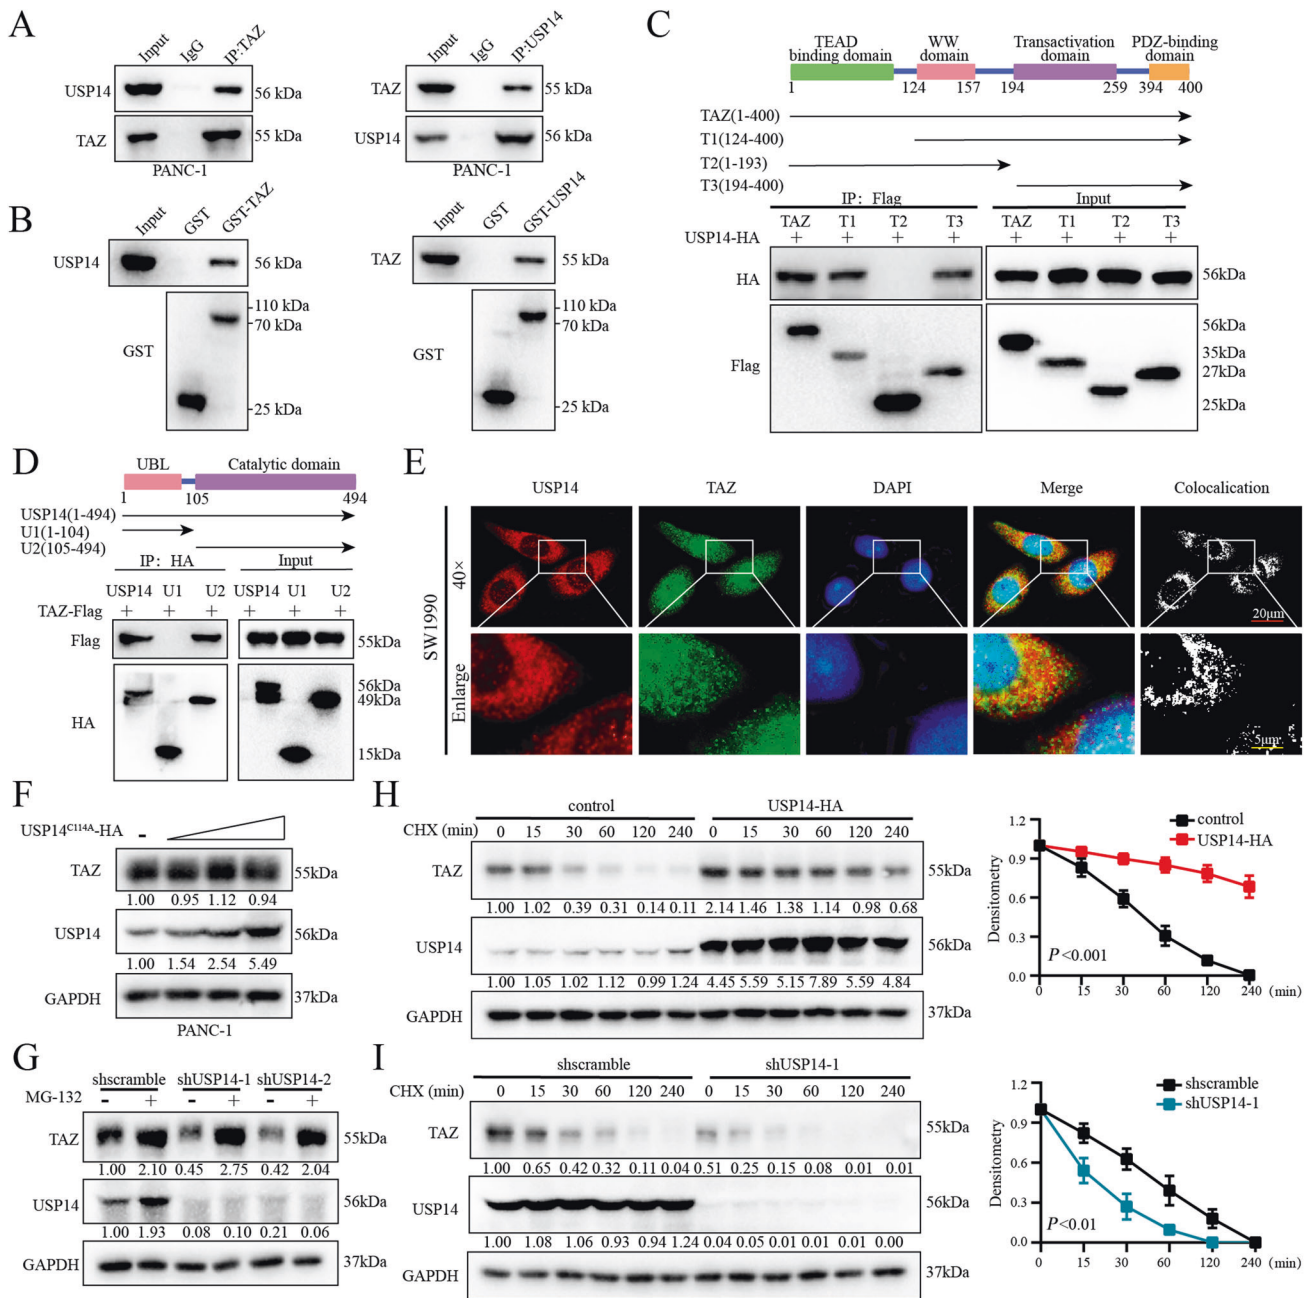 A
Input IgG IP:TAZ
USP14 56 kDa
TAZ 55 kDa
PANC-1
Input IgG IP:USP14
TAZ 55 kDa
USP14 56 kDa
PANC-1
B
Input GST GST-TAZ
USP14 56 kDa
110 kDa
70 kDa
GST
25 kDa
Input GST GST-USP14
TAZ 55 kDa
110 kDa
70 kDa
GST
25 kDa
C
TEAD binding domain
WW domain
Transactivation domain
PDZ-binding domain
1 124 157 194 259 394 400
TAZ(1-400)
T1(124-400)
T2(1-193)
T3(194-400)
IP: Flag Input
TAZ T1 T2 T3 TAZ T1 T2 T3
USP14-HA + + + + + + + +
HA 56kDa
56kDa
35kDa
Flag
27kDa
25kDa
D
UBL Catalytic domain
1 105 494
USP14(1-494)
U1(1-104)
U2(105-494)
IP: HA Input
USP14 U1 U2 USP14 U1 U2
TAZ-Flag + + + + + +
Flag 55kDa
56kDa
49kDa
HA
15kDa
E
USP14 TAZ DAPI Merge Colocalication
SW1990
40×
20μm
Enlarge
5μm
F
USP14C114A-HA -
TAZ 55kDa
1.00 0.95 1.12 0.94
USP14 56kDa
1.00 1.54 2.54 5.49
GAPDH 37kDa
PANC-1
G
shscramble shUSP14-1 shUSP14-2
MG-132 - + - + - +
TAZ 55kDa
1.00 2.10 0.45 2.75 0.42 2.04
USP14 56kDa
1.00 1.93 0.08 0.10 0.21 0.06
GAPDH 37kDa
H
control USP14-HA
CHX (min) 0 15 30 60 120 240 0 15 30 60 120 240
TAZ 55kDa
1.00 1.02 0.39 0.31 0.14 0.11 2.14 1.46 1.38 1.14 0.98 0.68
USP14 56kDa
1.00 1.05 1.02 1.12 0.99 1.24 4.45 5.59 5.15 7.89 5.59 4.84
GAPDH 37kDa
Densitometry
1.2
0.9
0.6
0.3
0.0
control
USP14-HA
P<0.001
0 15 30 60 120 240 (min)
I
shscramble shUSP14-1
CHX (min) 0 15 30 60 120 240 0 15 30 60 120 240
TAZ 55kDa
1.00 0.65 0.42 0.32 0.11 0.04 0.51 0.25 0.15 0.08 0.01 0.01
USP14 56kDa
1.00 1.08 1.06 0.93 0.94 1.24 0.04 0.05 0.01 0.01 0.01 0.00
GAPDH 37kDa
Densitometry
1.2
0.9
0.6
0.3
0.0
shscramble
shUSP14-1
P<0.01
0 15 30 60 120 240 (min)